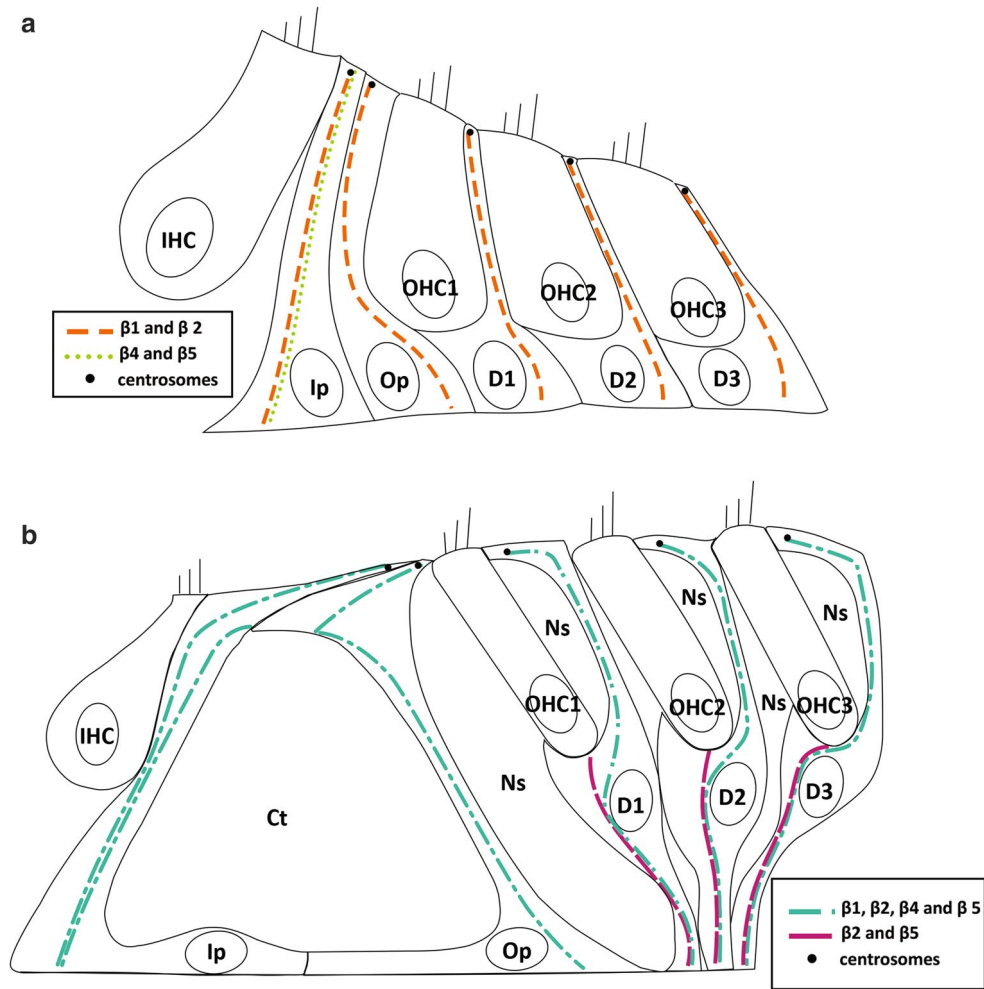 a
IHC
OHC1
OHC2
OHC3
β1 and β 2
β4 and β5
centrosomes
Ip
Op
D1
D2
D3
b
Ns
Ns
Ns
IHC
OHC1
OHC2
Ns
OHC3
Ns
Ct
D1
D2
D3
Ip
Op
β1, β2, β4 and β 5
β2 and β5
centrosomes